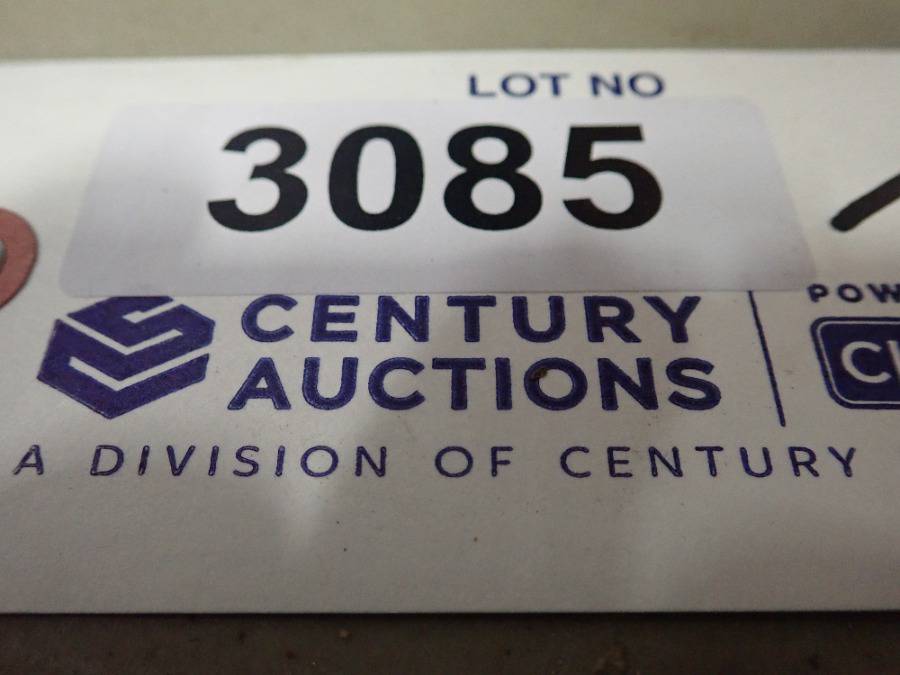 LOT NO
3085
CENTURY
AUCTIONS
A DIVISION OF CENTURY